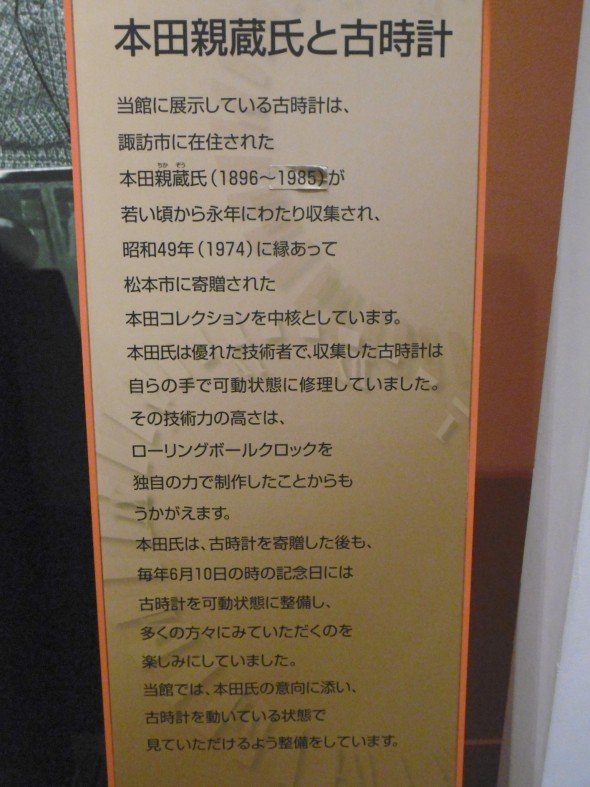 本田親蔵氏と古時計
当館に展示している古時計は、
諏訪市に在住された
ちか ぞう
本田親蔵氏（1896～1985）が
若い頃から永年にわたり収集され、
昭和49年（1974）に縁あって
松本市に寄贈された
本田コレクションを中核としています。
本田氏は優れた技術者で、収集した古時計は
自らの手で可動状態に修理していました。
その技術力の高さは、
ローリングボールクロックを
独自の力で制作したことからも
うかがえます。
本田氏は、古時計を寄贈した後も、
毎年6月10日の時の記念日には
古時計を可動状態に整備し、
多くの方々にみていただくのを
楽しみにしていました。
当館では、本田氏の意向に添い、
古時計を動いている状態で
見ていただけるよう整備をしています。